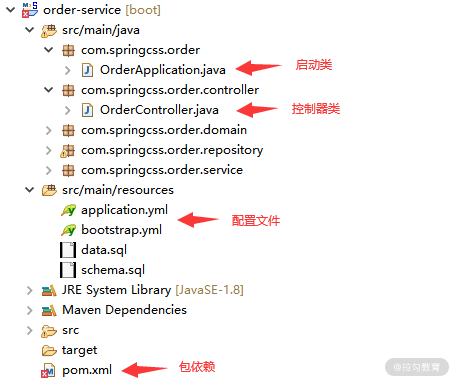 order-service [boot]
src/main/java
com.springcss.order
OrderApplication.java
启动类
com.springcss.order.controller
OrderController.java
控制器类
com.springcss.order.domain
com.springcss.order.repository
com.springcss.order.service
src/main/resources
application.yml
配置文件
bootstrap.yml
data.sql
schema.sql
JRE System Library [JavaSE-1.8]
Maven Dependencies
src
target
pom.xml
包依赖
@拉勾教育